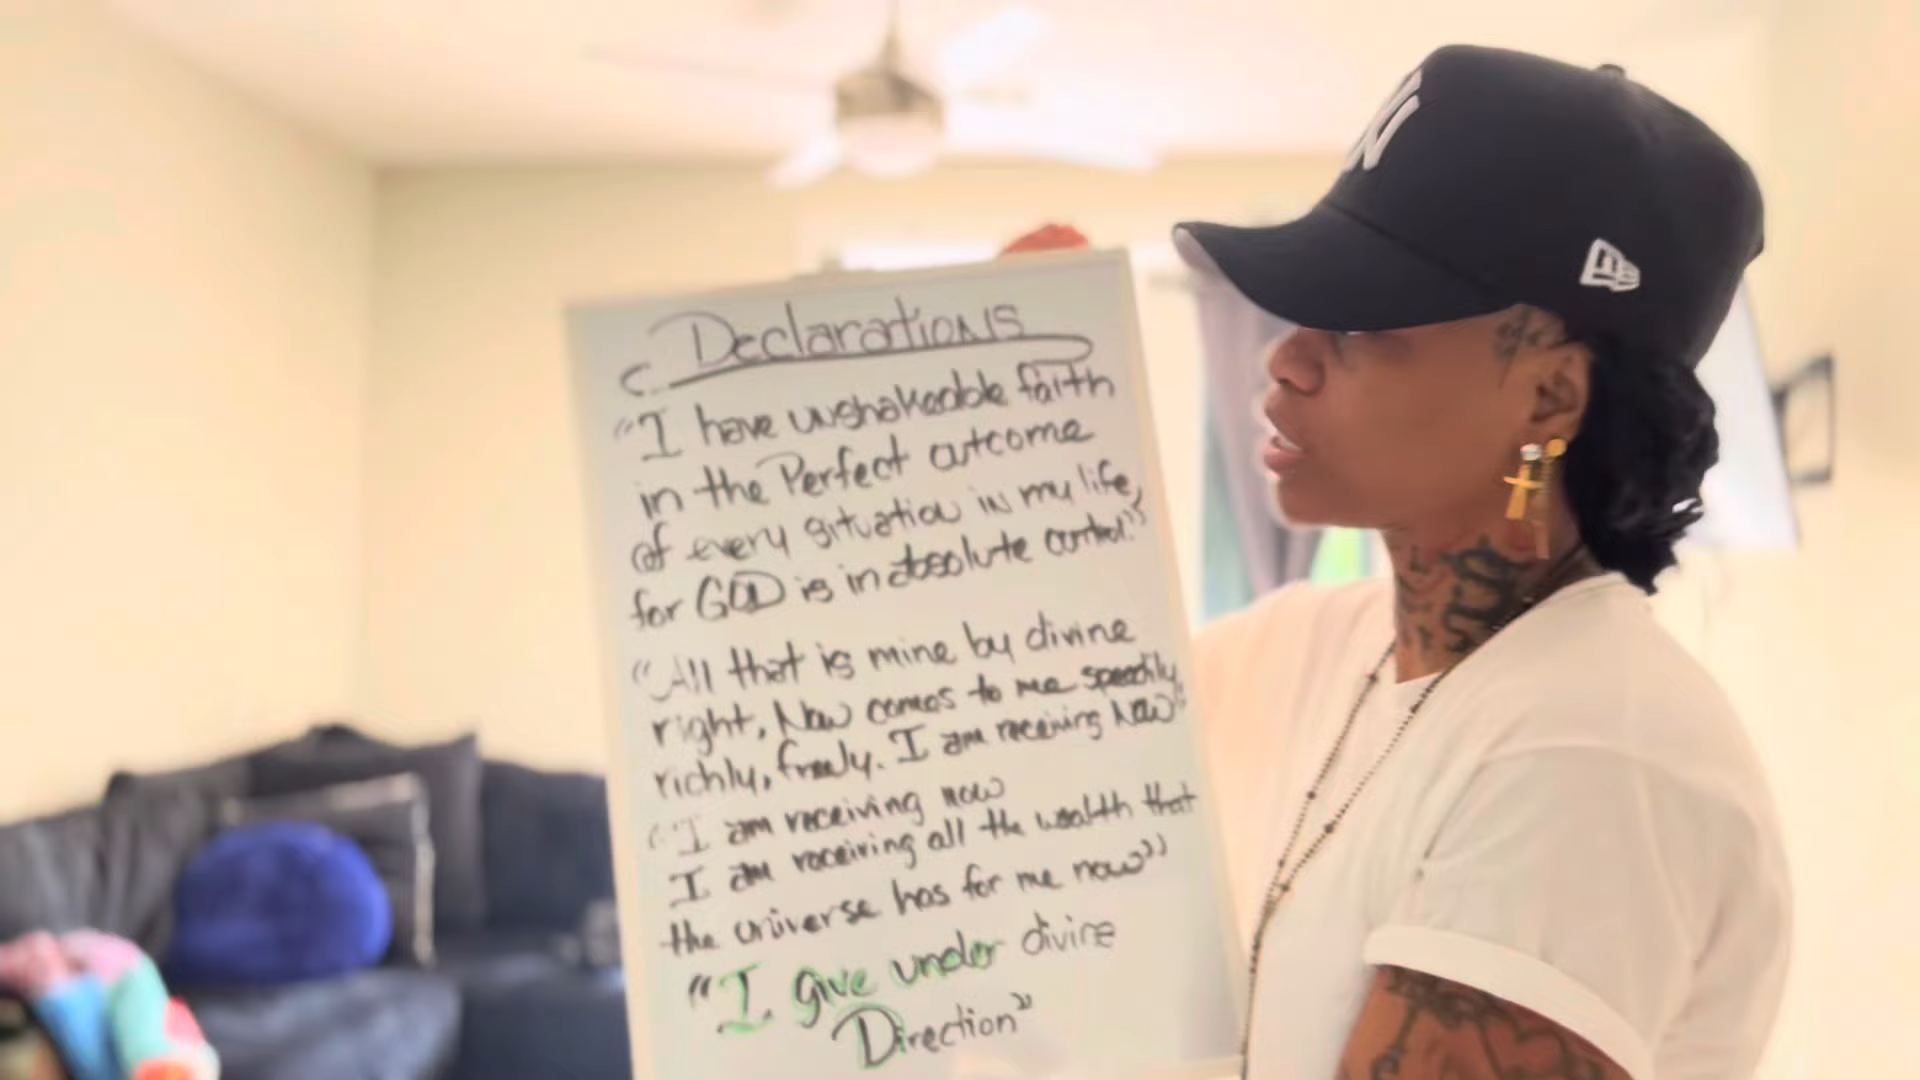 Declarations
"I have unshakeable faith
in the Perfect outcome
of every situation in my life,
for GOD is in absolute control."
"All that is mine by divine
right, Now comes to me speedily,
richly, freely. I am receiving Now"
"I am receiving now
I am receiving all the wealth that
the universe has for me now"
"I give under divine
Direction"